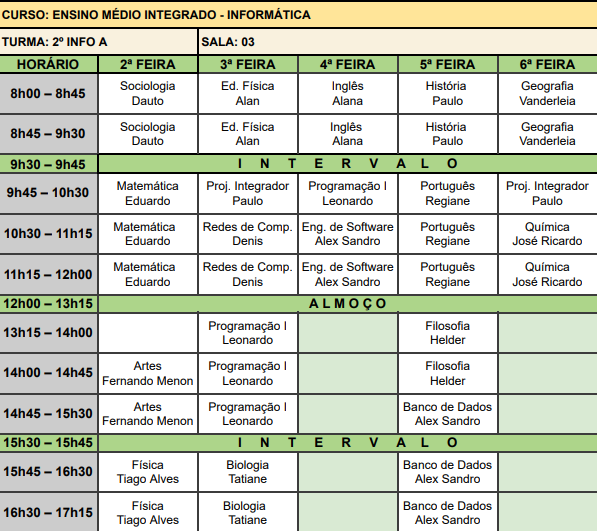 CURSO: ENSINO MÉDIO INTEGRADO - INFORMÁTICA
TURMA: 2º INFO A SALA: 03
HORÁRIO 2ª FEIRA 3ª FEIRA 4ª FEIRA 5ª FEIRA 6ª FEIRA
8h00 – 8h45 Sociologia Dauto Ed. Física Alan Inglês Alana História Paulo Geografia Vanderleia
8h45 – 9h30 Sociologia Dauto Ed. Física Alan Inglês Alana História Paulo Geografia Vanderleia
9h30 – 9h45 I N T E R V A L O
9h45 – 10h30 Matemática Eduardo Proj. Integrador Paulo Programação I Leonardo Português Regiane Proj. Integrador Paulo
10h30 – 11h15 Matemática Eduardo Redes de Comp. Denis Eng. de Software Alex Sandro Português Regiane Química José Ricardo
11h15 – 12h00 Matemática Eduardo Redes de Comp. Denis Eng. de Software Alex Sandro Português Regiane Química José Ricardo
12h00 – 13h15 A L M O Ç O
13h15 – 14h00 Programação I Leonardo Filosofia Helder
14h00 – 14h45 Artes Fernando Menon Programação I Leonardo Filosofia Helder
14h45 – 15h30 Artes Fernando Menon Programação I Leonardo Banco de Dados Alex Sandro
15h30 – 15h45 I N T E R V A L O
15h45 – 16h30 Física Tiago Alves Biologia Tatiane Banco de Dados Alex Sandro
16h30 – 17h15 Física Tiago Alves Biologia Tatiane Banco de Dados Alex Sandro